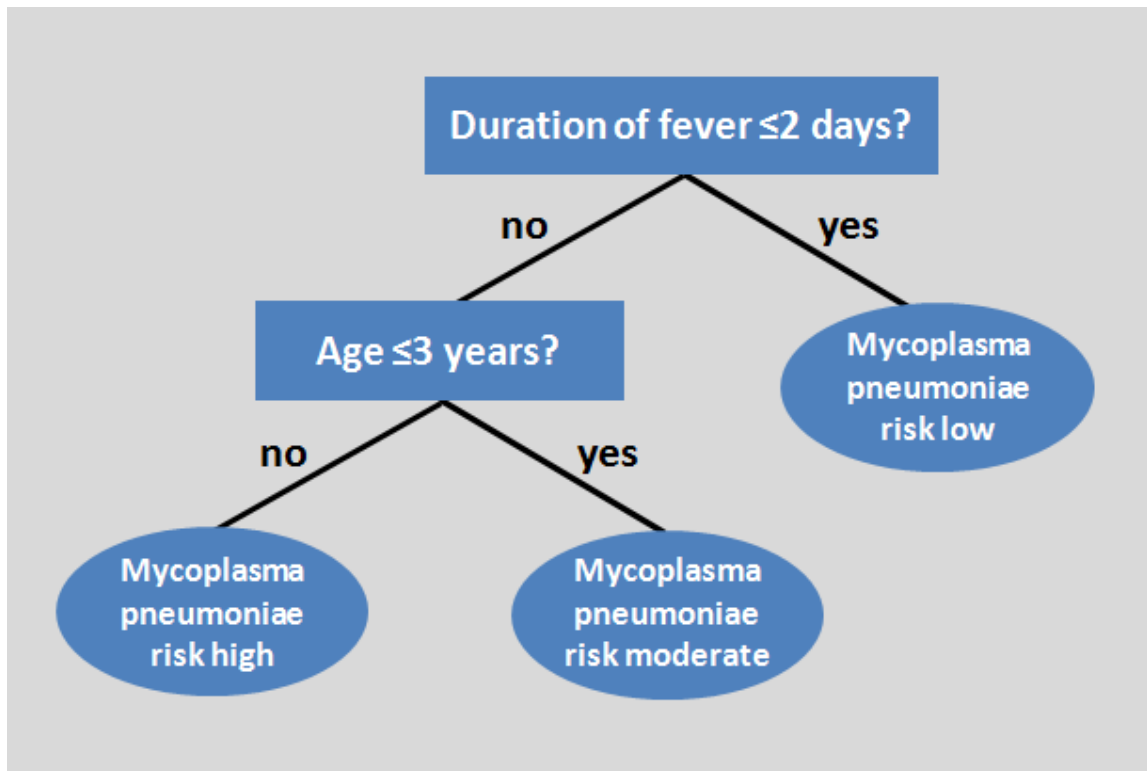 Duration of fever ≤2 days?
no
yes
Age ≤3 years?
Mycoplasma
pneumoniae
risk low
no
yes
Mycoplasma
pneumoniae
risk high
Mycoplasma
pneumoniae
risk moderate